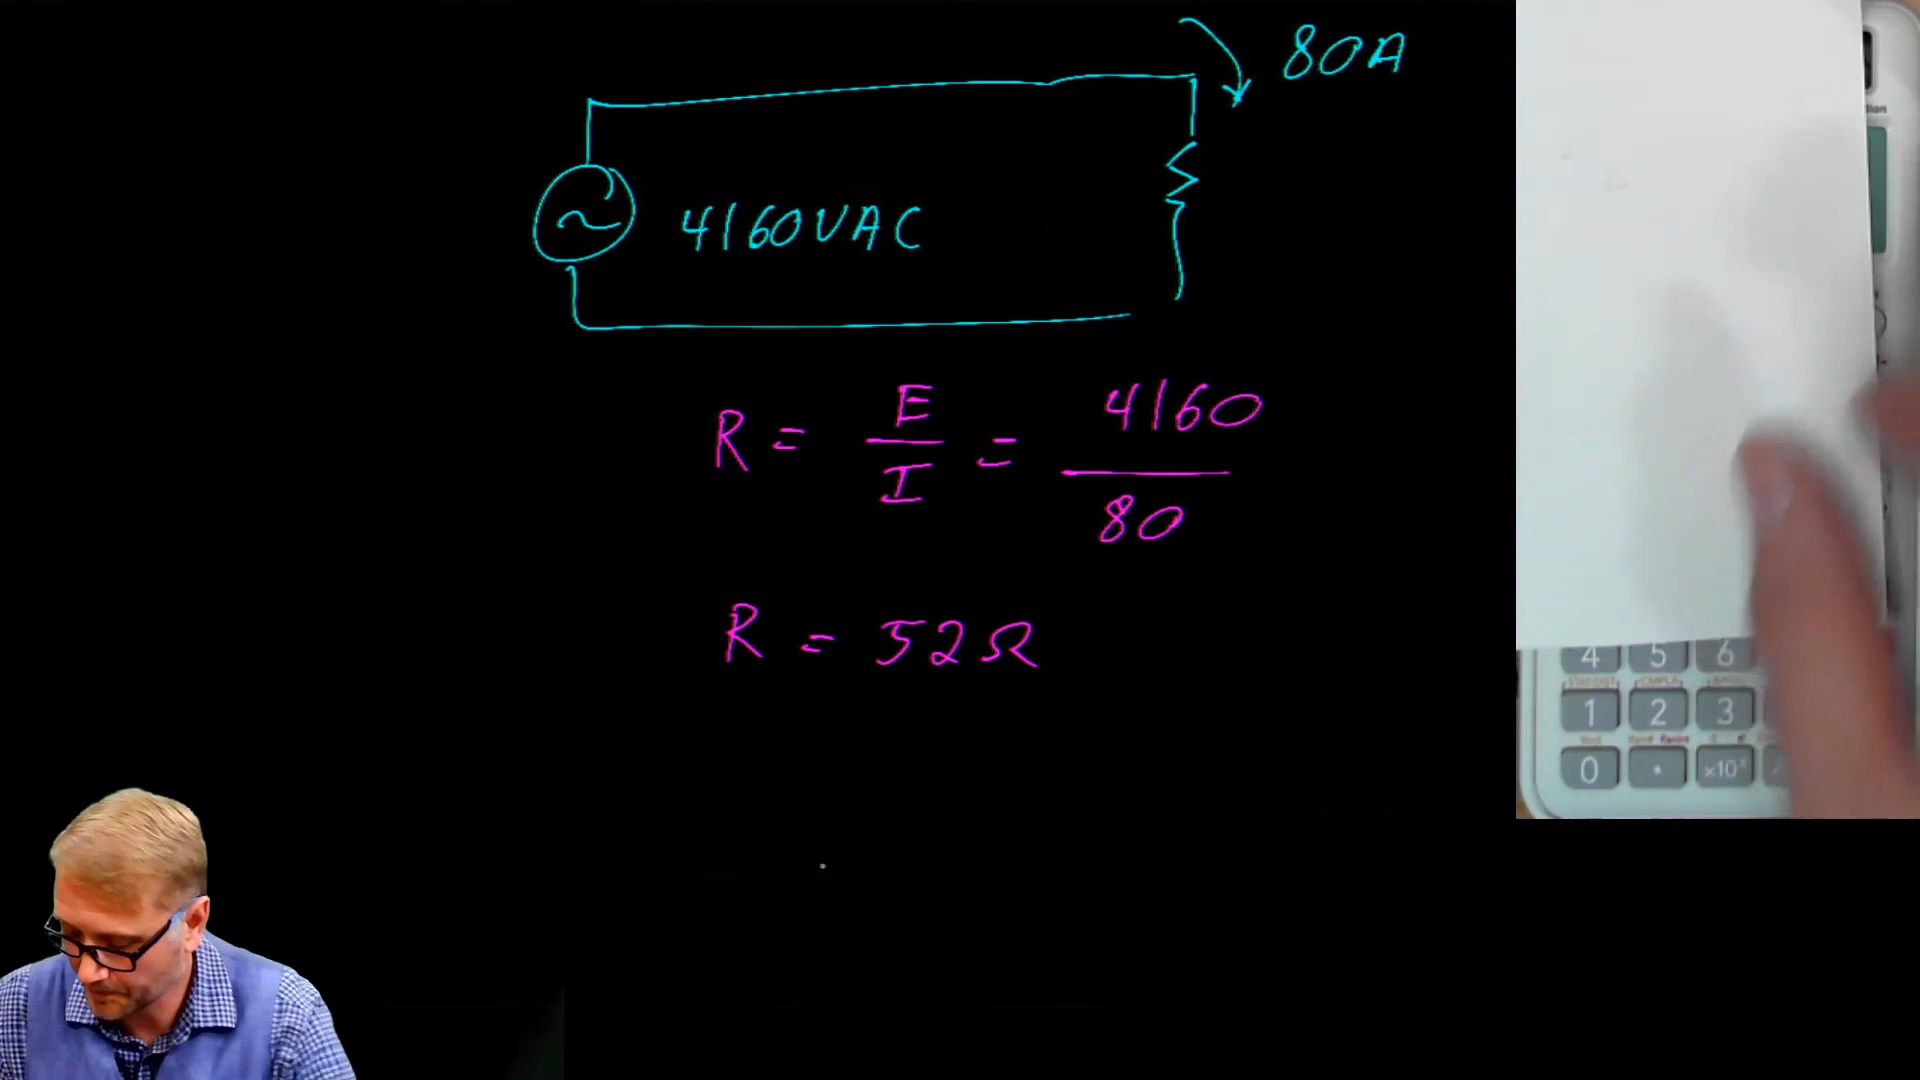 80A
4160VAC
R = E/I = 4160/80
R = 52Ω
4 5 6
1 2 3
0 . ×10ˣ